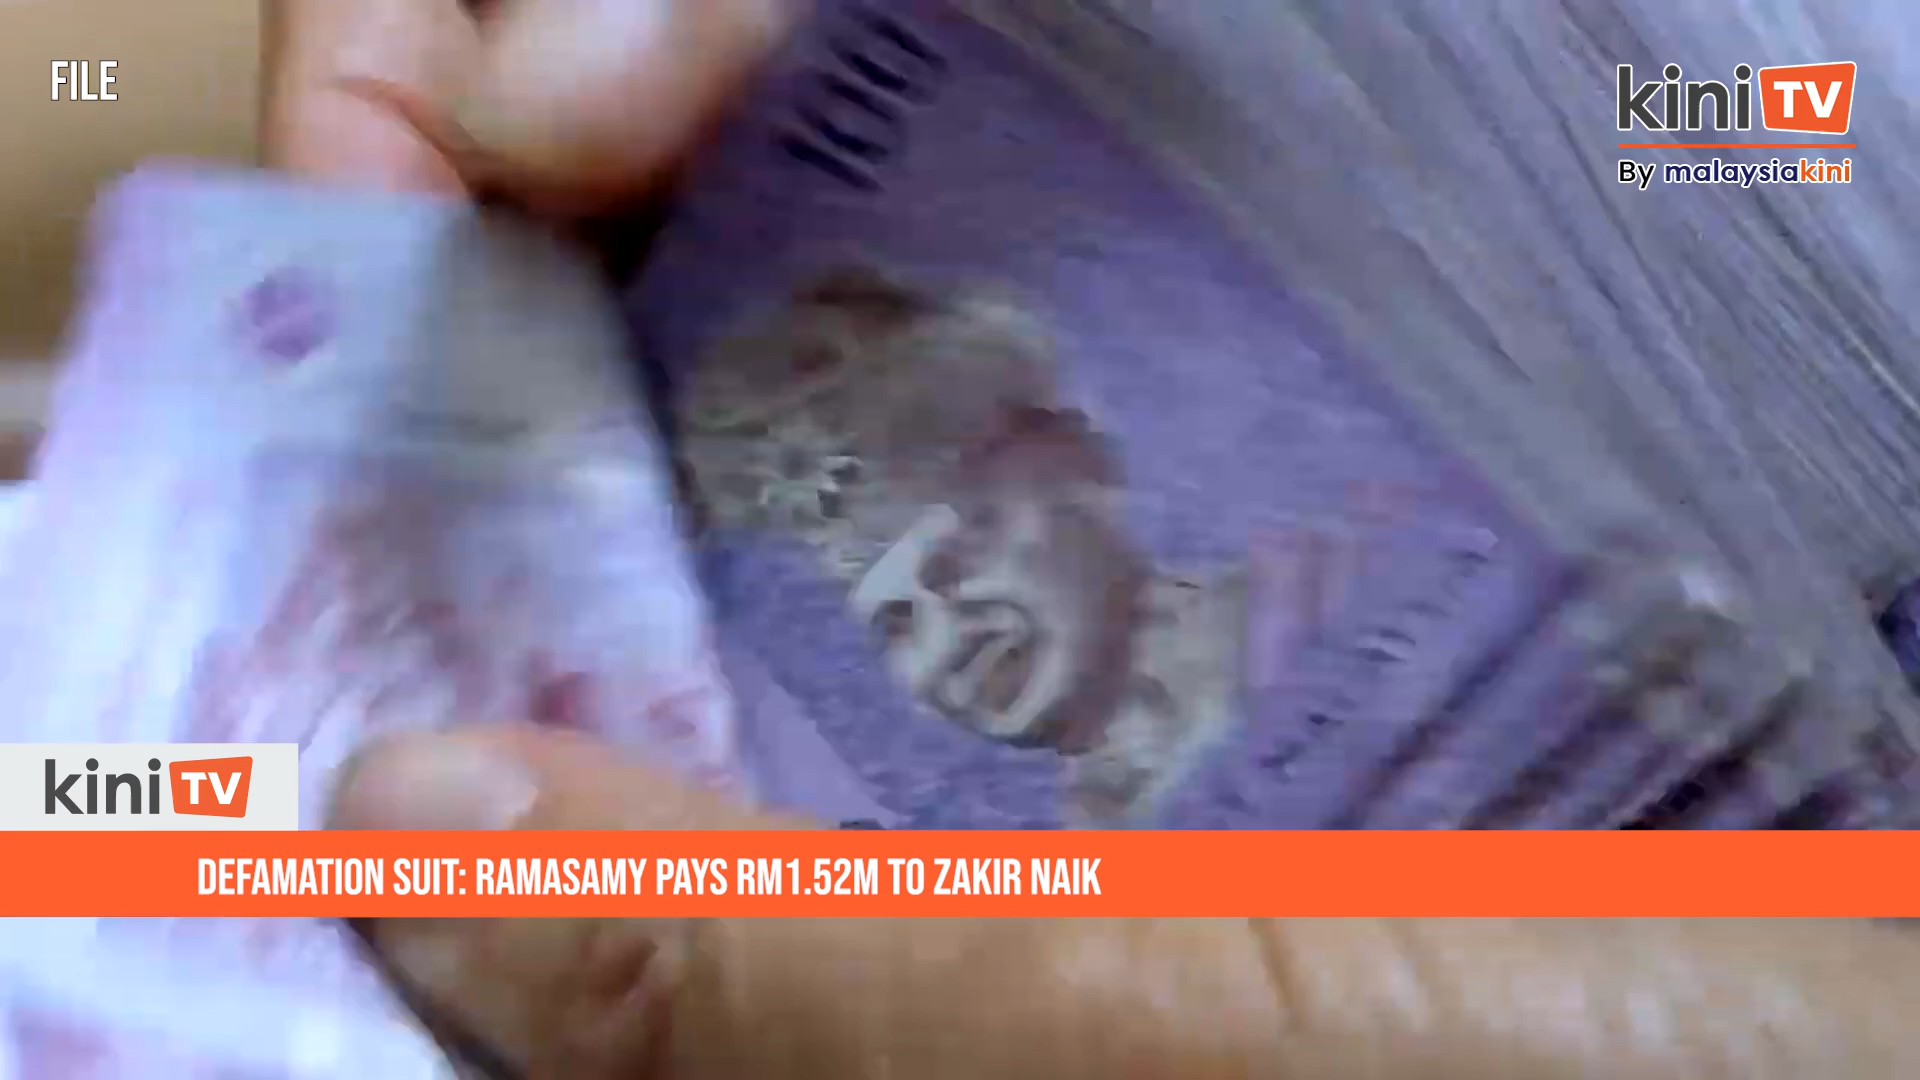 FILE
kini TV
By malaysiakini
kini TV
DEFAMATION SUIT: RAMASAMY PAYS RM1.52M TO ZAKIR NAIK